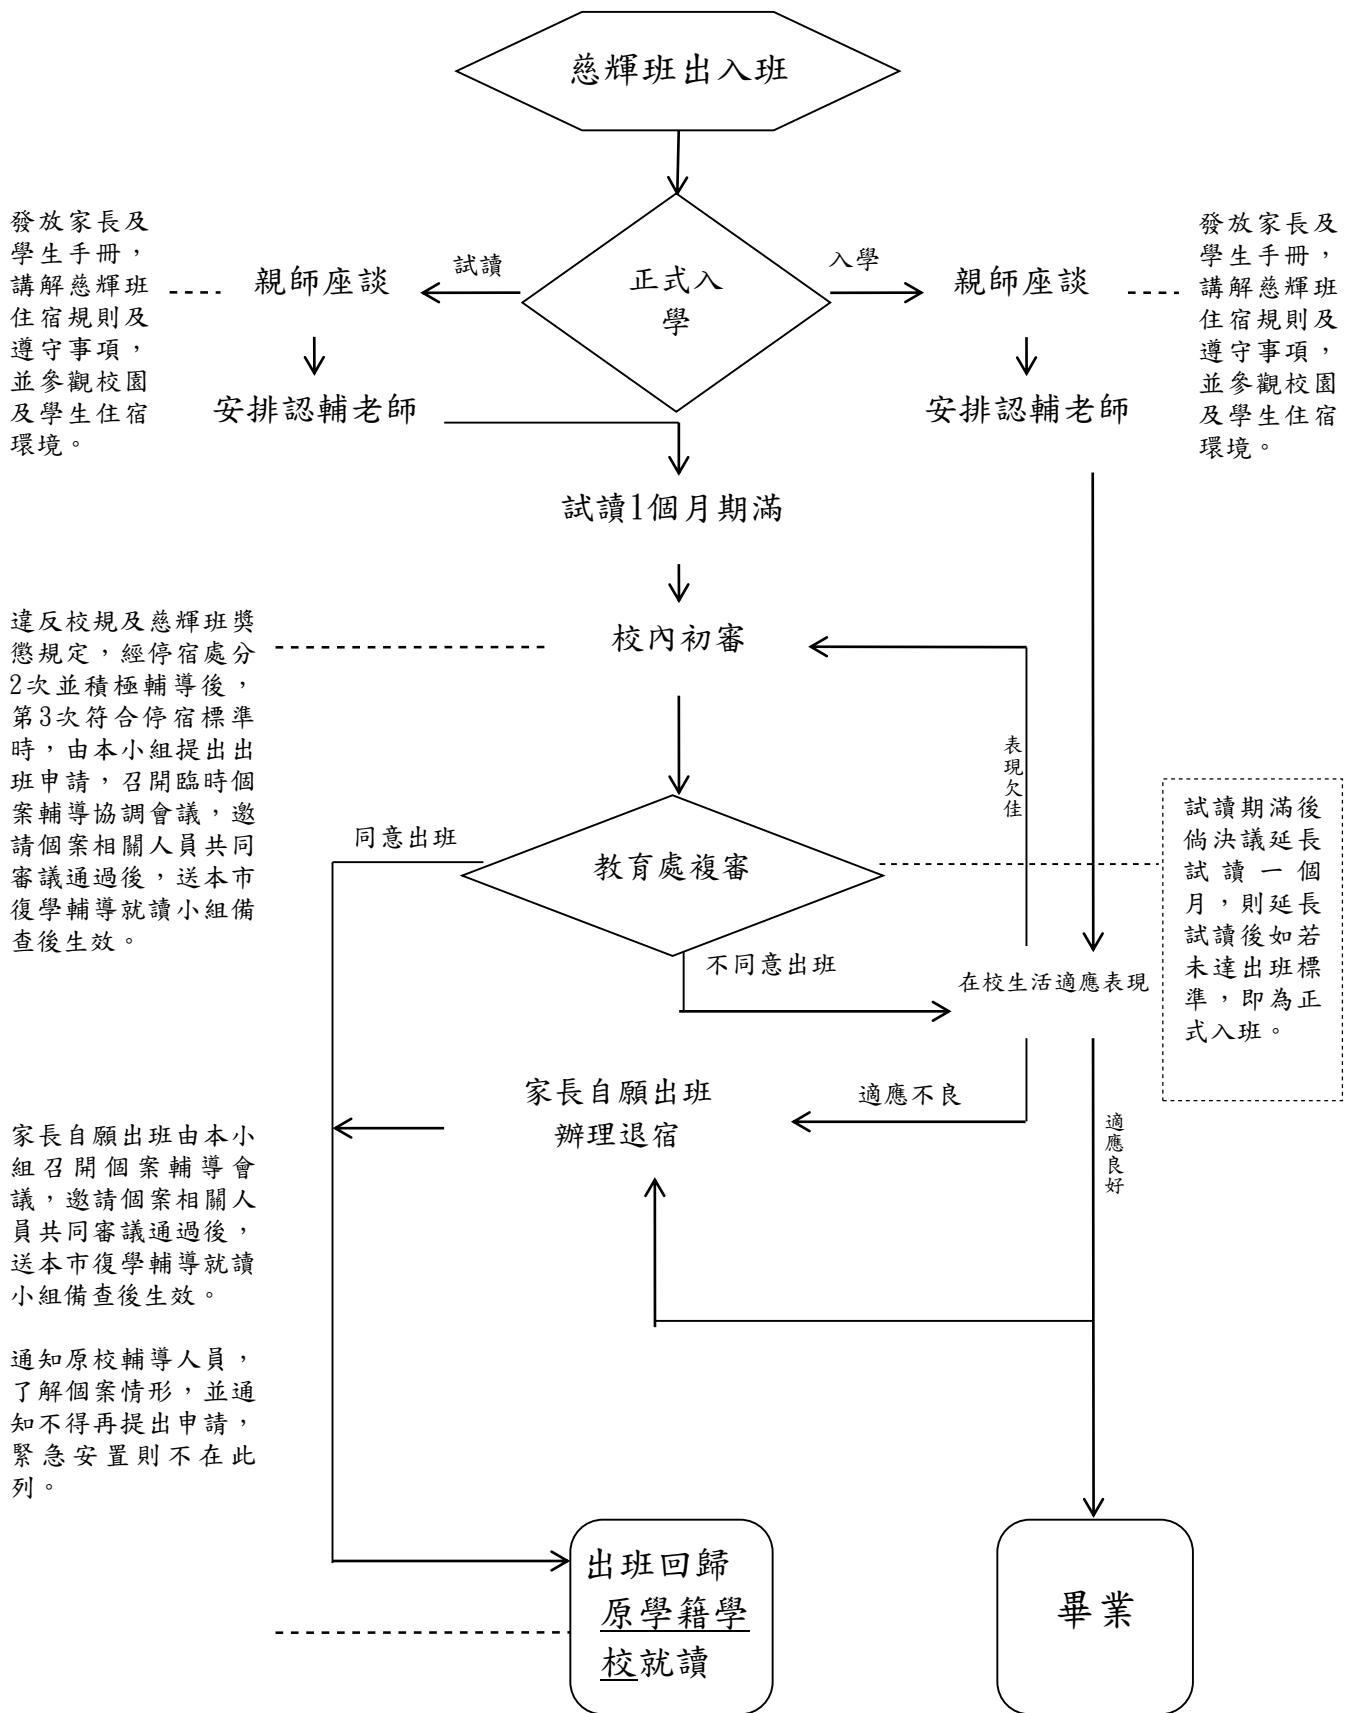 慈輝班出入班
發放家長及
學生手冊，
講解慈輝班
住宿規則及
遵守事項，
並參觀校園
及學生住宿
環境。
親師座談
試讀
正式入
學
入學
親師座談
發放家長及
學生手冊，
講解慈輝班
住宿規則及
遵守事項，
並參觀校園
及學生住宿
環境。
安排認輔老師
安排認輔老師
試讀1個月期滿
校內初審
違反校規及慈輝班獎
懲規定，經停宿處分
2次並積極輔導後，
第3次符合停宿標準
時，由本小組提出出
班申請，召開臨時個
案輔導協調會議，邀
請個案相關人員共同
審議通過後，送本市
復學輔導就讀小組備
查後生效。
表現欠佳
同意出班
教育處複審
試讀期滿後
倘決議延長
試讀一個
月，則延長
試讀後如若
未達出班標
準，即為正
式入班。
不同意出班
在校生活適應表現
家長自願出班
辦理退宿
適應不良
適應良好
家長自願出班由本小
組召開個案輔導會
議，邀請個案相關人
員共同審議通過後，
送本市復學輔導就讀
小組備查後生效。
通知原校輔導人員，
了解個案情形，並通
知不得再提出申請，
緊急安置則不在此
列。
出班回歸
原學籍學
校就讀
畢業